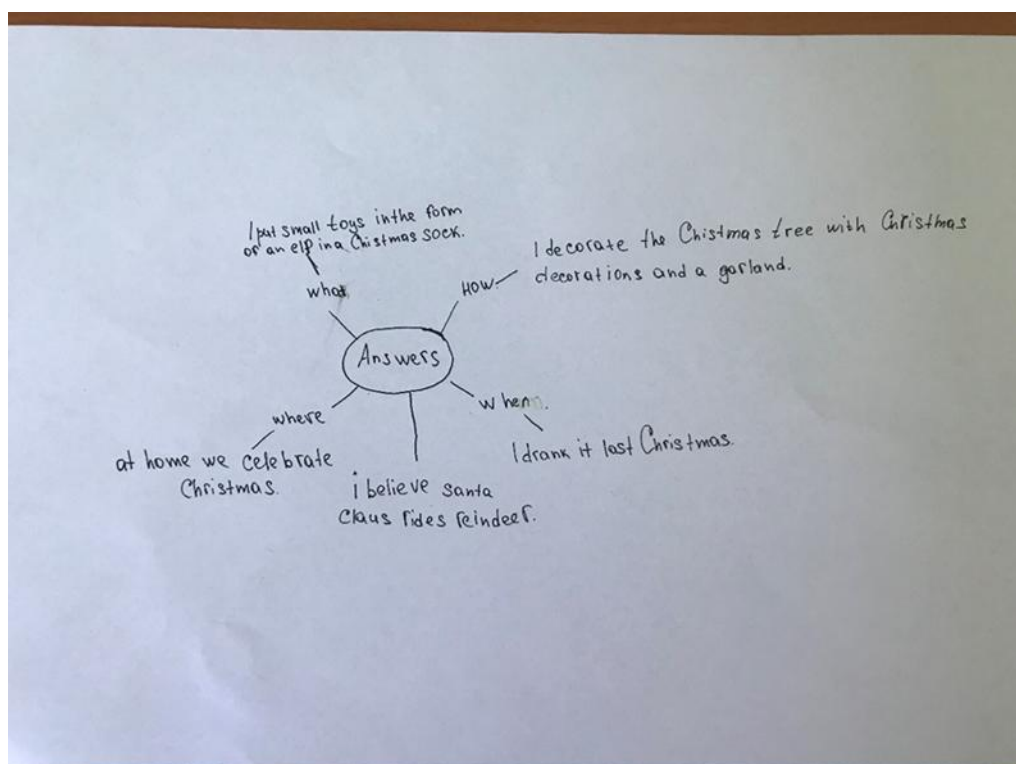 I put small toys in the form
of an elf in a Chistmas sock.
what
HOW
I decorate the Chistmas tree with Christmas
decorations and a garland.
Answers
where
at home we celebrate
Christmas.
i believe santa
claus rides reindeer.
when.
I drank it last Christmas.